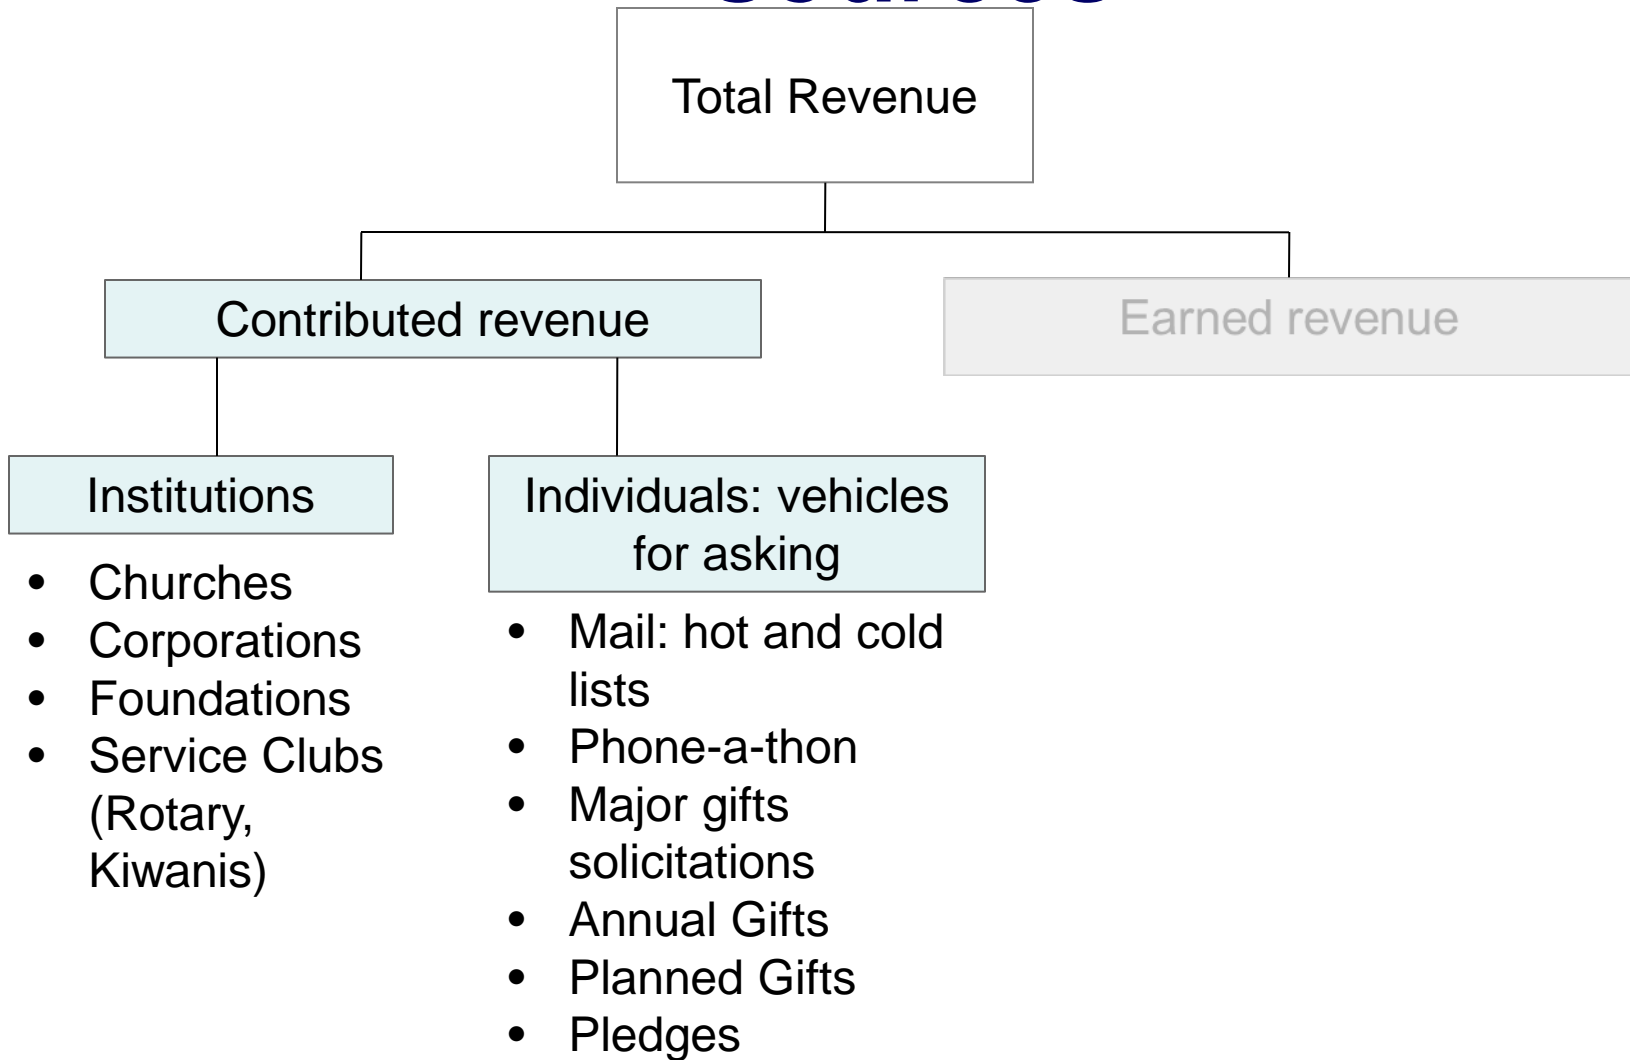 Total Revenue
Contributed revenue
Earned revenue
Institutions
• Churches
• Corporations
• Foundations
• Service Clubs
(Rotary,
Kiwanis)
Individuals: vehicles
for asking
• Mail: hot and cold
lists
• Phone-a-thon
• Major gifts
solicitations
• Annual Gifts
• Planned Gifts
• Pledges